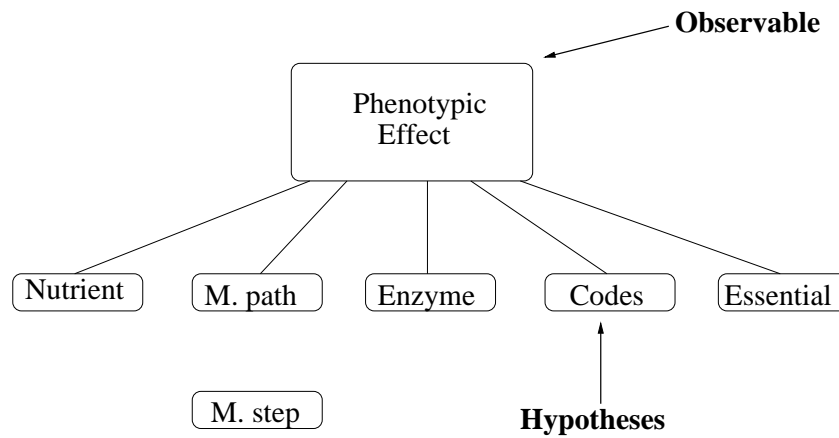 Observable
Phenotypic
Effect
Nutrient
M. path
Enzyme
Codes
Essential
M. step
Hypotheses